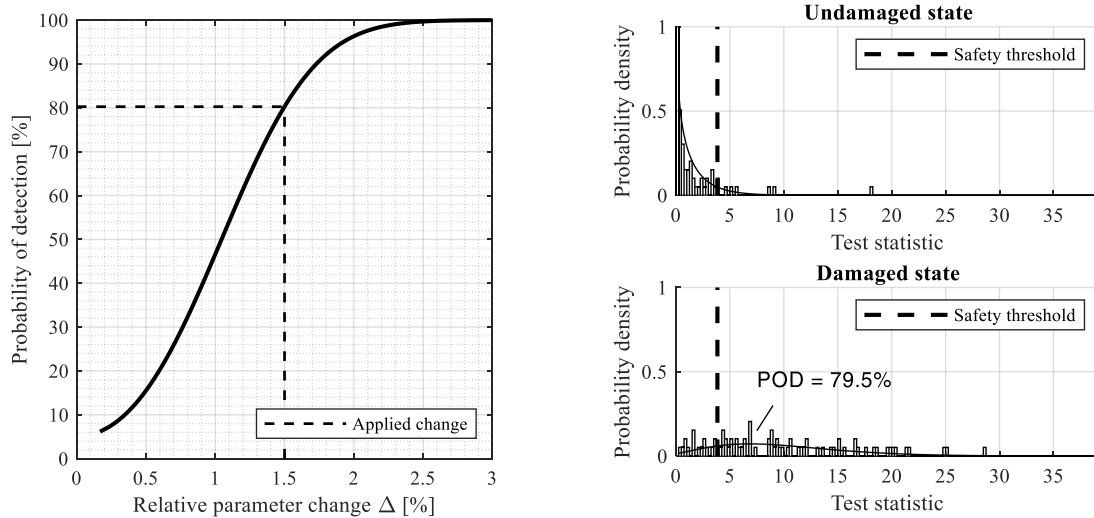 100
90
80
70
60
50
40
30
20
10
0
Probability of detection [%]
Applied change
0 0.5 1 1.5 2 2.5 3
Relative parameter change Δ [%]
Undamaged state
Safety threshold
1
0.5
0
Probability density
0 5 10 15 20 25 30 35
Test statistic
Damaged state
Safety threshold
POD = 79.5%
1
0.5
0
Probability density
0 5 10 15 20 25 30 35
Test statistic